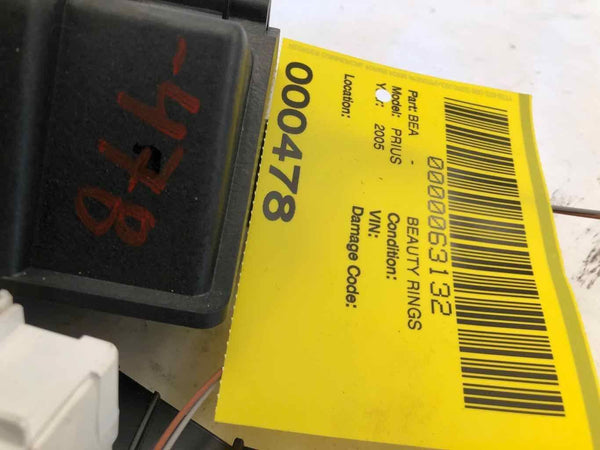 -478
0000063132
Part: BEA - BEAUTY RINGS
Model: PRIUS Condition:
2005 VIN:
Damage Code:
Location:
000478